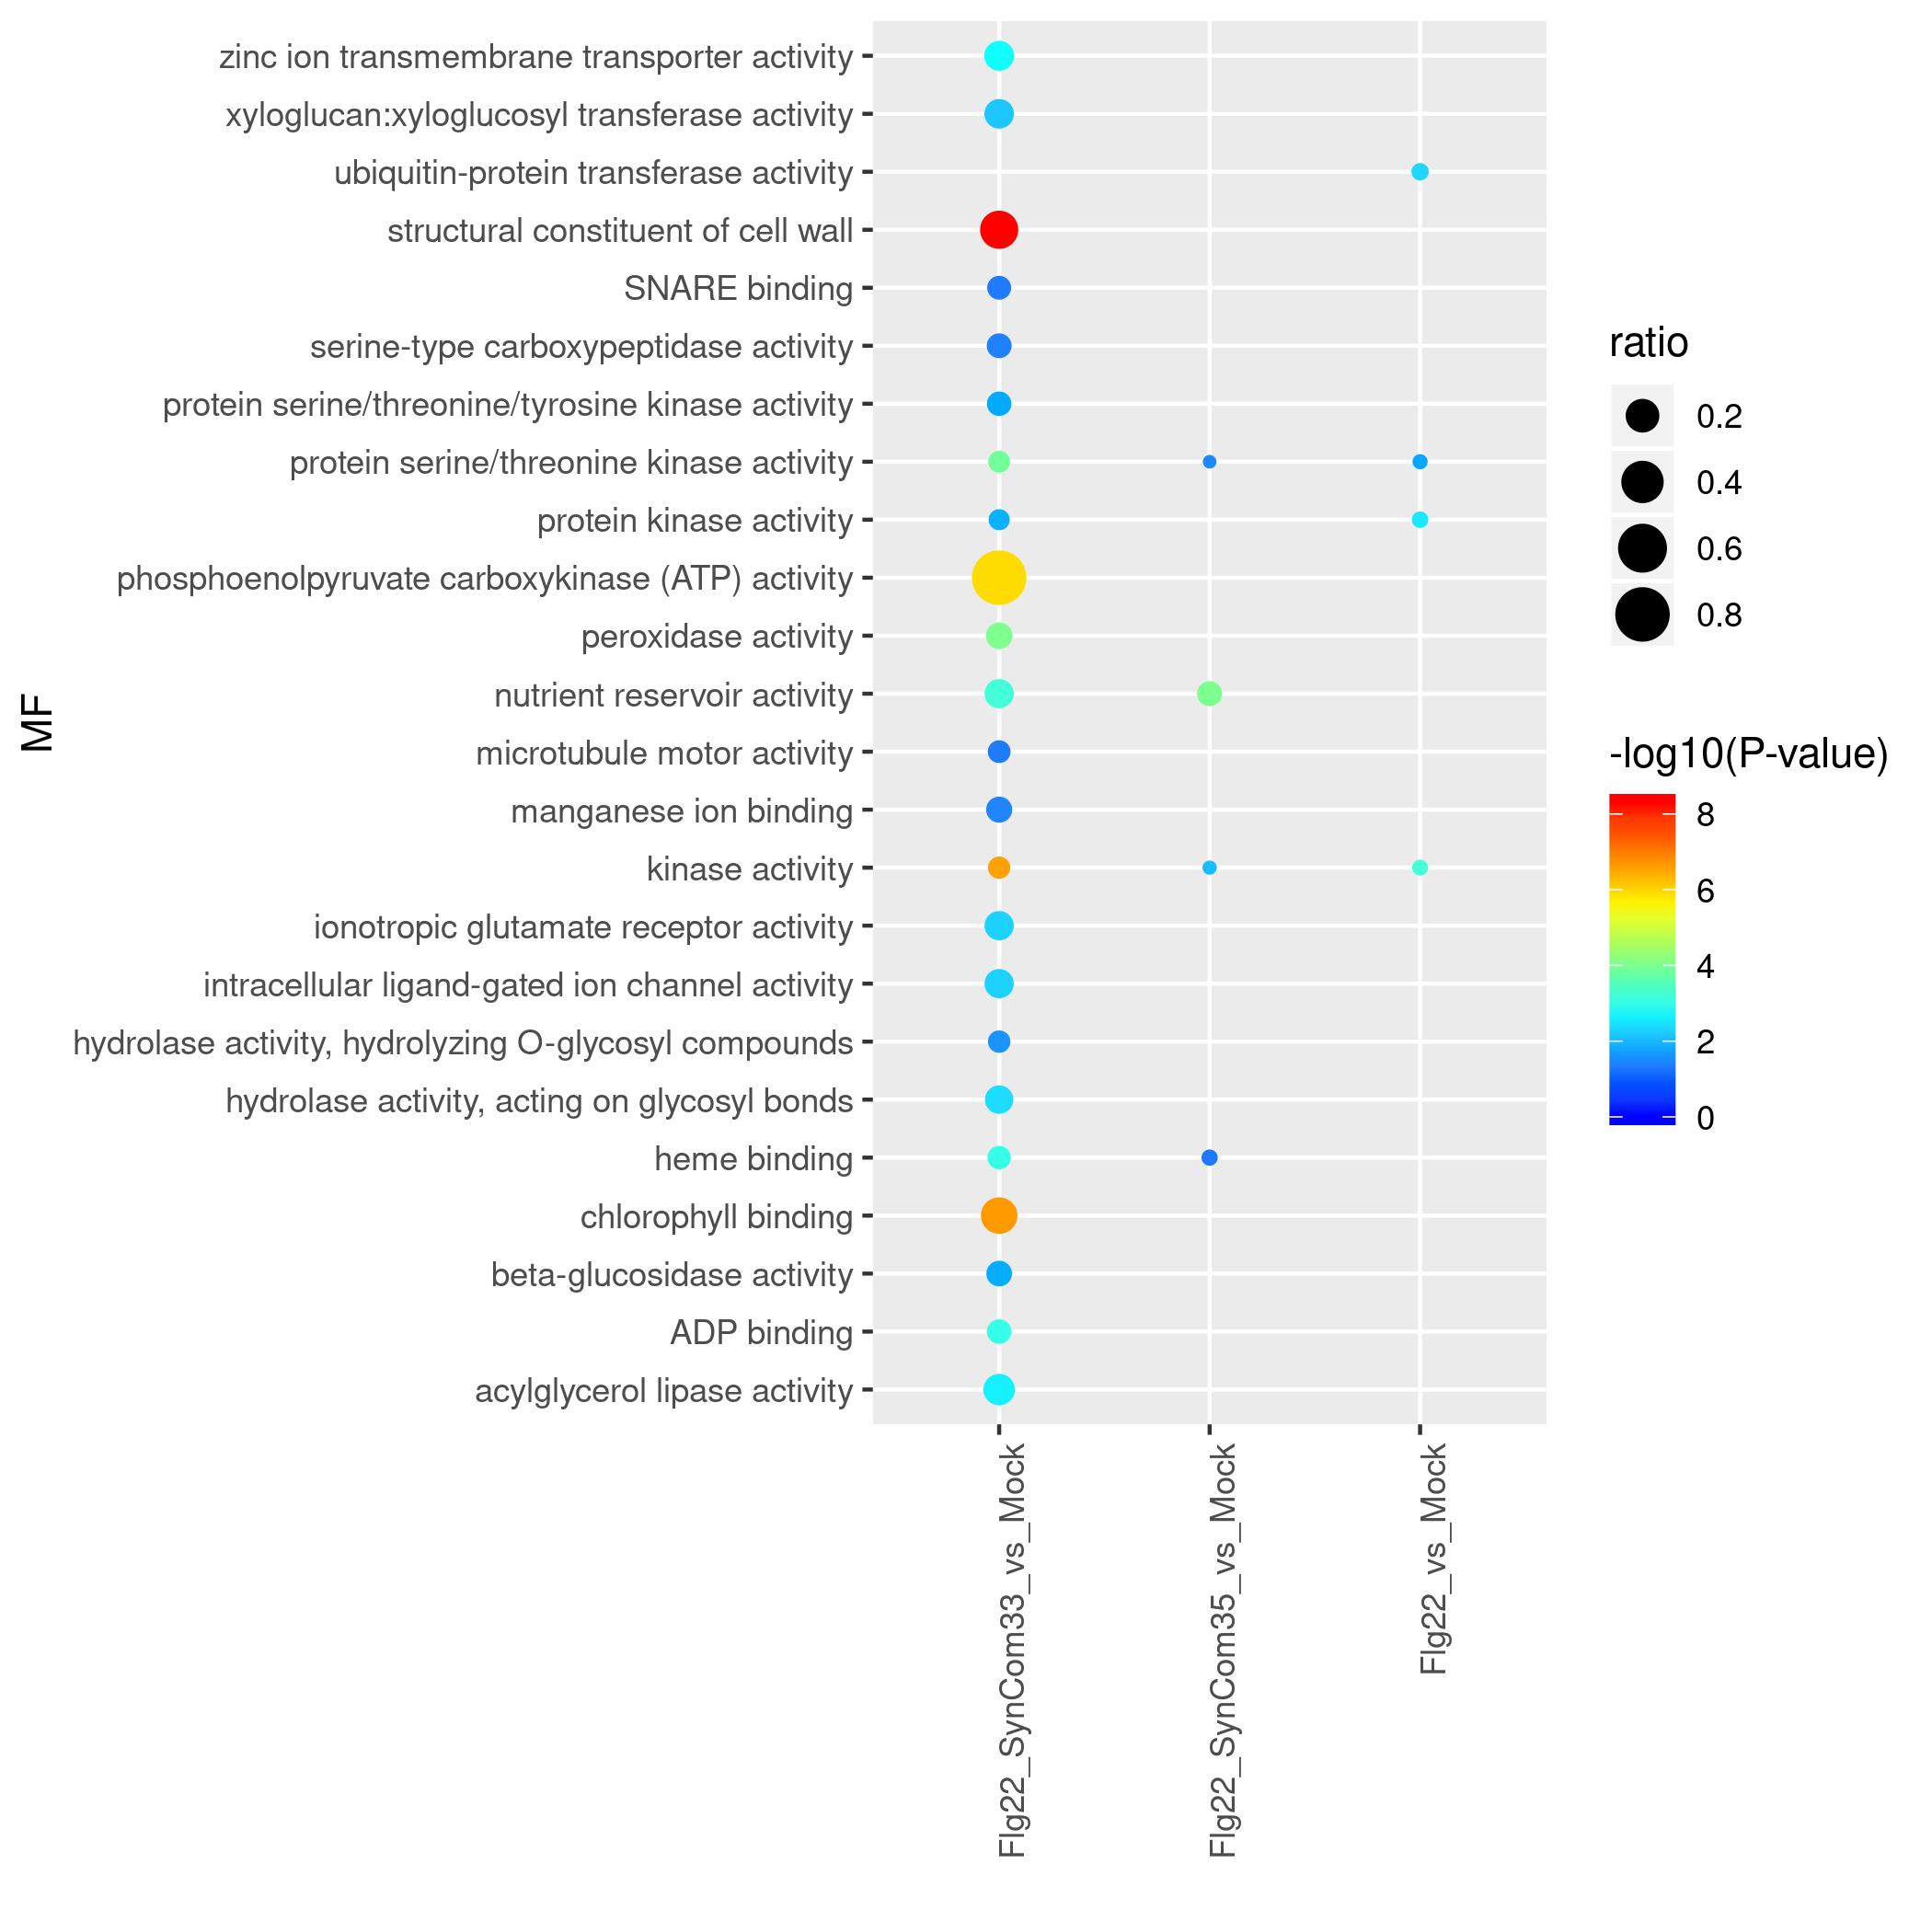 MF
zinc ion transmembrane transporter activity
xyloglucan:xyloglucosyl transferase activity
ubiquitin-protein transferase activity
structural constituent of cell wall
SNARE binding
serine-type carboxypeptidase activity
protein serine/threonine/tyrosine kinase activity
protein serine/threonine kinase activity
protein kinase activity
phosphoenolpyruvate carboxykinase (ATP) activity
peroxidase activity
nutrient reservoir activity
microtubule motor activity
manganese ion binding
kinase activity
ionotropic glutamate receptor activity
intracellular ligand-gated ion channel activity
hydrolase activity, hydrolyzing O-glycosyl compounds
hydrolase activity, acting on glycosyl bonds
heme binding
chlorophyll binding
beta-glucosidase activity
ADP binding
acylglycerol lipase activity
Flg22_SynCom33_vs_Mock
Flg22_SynCom35_vs_Mock
Flg22_vs_Mock
ratio
0.2
0.4
0.6
0.8
-log10(P-value)
8
6
4
2
0